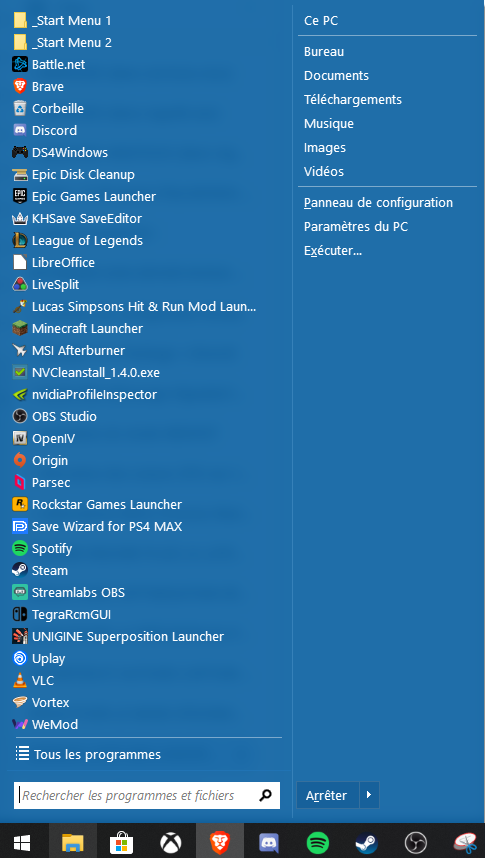 _Start Menu 1
_Start Menu 2
Battle.net
Brave
Corbeille
Discord
DS4Windows
Epic Disk Cleanup
Epic Games Launcher
KHSave SaveEditor
League of Legends
LibreOffice
LiveSplit
Lucas Simpsons Hit & Run Mod Laun...
Minecraft Launcher
MSI Afterburner
NVCleanstall_1.4.0.exe
nvidiaProfileInspector
OBS Studio
OpenIV
Origin
Parsec
Rockstar Games Launcher
Save Wizard for PS4 MAX
Spotify
Steam
Streamlabs OBS
TegraRcmGUI
UNIGINE Superposition Launcher
Uplay
VLC
Vortex
WeMod
Tous les programmes
Rechercher les programmes et fichiers
Ce PC
Bureau
Documents
Téléchargements
Musique
Images
Vidéos
Panneau de configuration
Paramètres du PC
Exécuter...
Arrêter